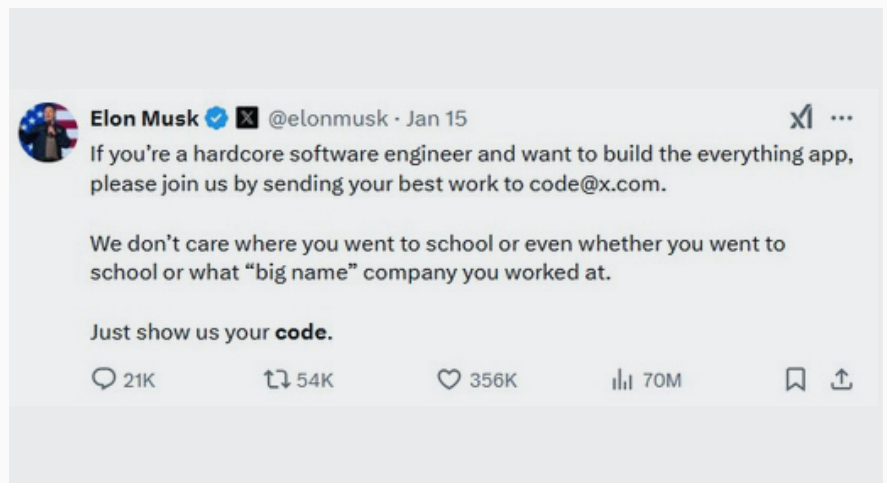 Elon Musk @elonmusk · Jan 15
If you’re a hardcore software engineer and want to build the everything app,
please join us by sending your best work to code@x.com.
We don’t care where you went to school or even whether you went to
school or what “big name” company you worked at.
Just show us your code.
21K 54K 356K 70M